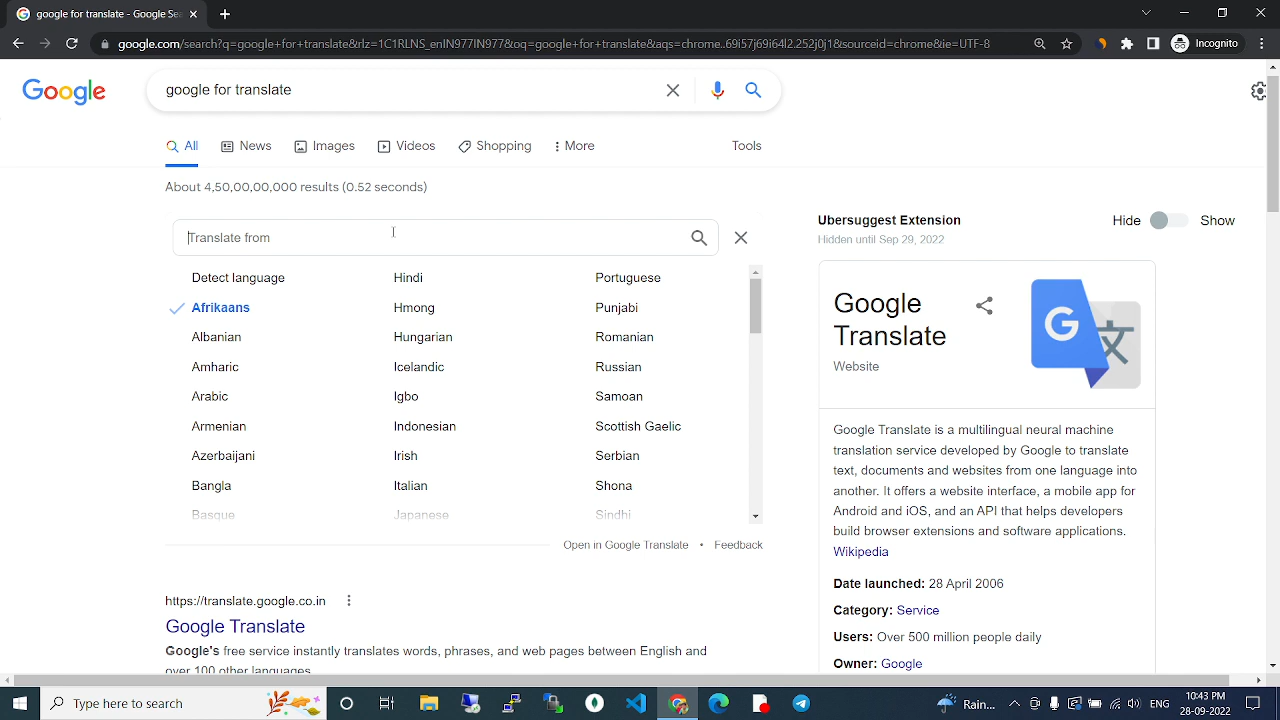 google for translate - Google Se
google.com/search?q=google+for+translate&rlz=1C1RLNS_enIN977IN977&oq=google+for+translate&aqs=chrome..69i57j69i64l2.252j0j1&sourceid=chrome&ie=UTF-8
Incognito
Google
google for translate
All
News
Images
Videos
Shopping
More
Tools
About 4,50,00,00,000 results (0.52 seconds)
Translate from
Detect language
Hindi
Portuguese
Afrikaans
Hmong
Punjabi
Albanian
Hungarian
Romanian
Amharic
Icelandic
Russian
Arabic
Igbo
Samoan
Armenian
Indonesian
Scottish Gaelic
Azerbaijani
Irish
Serbian
Bangla
Italian
Shona
Basque
Japanese
Sindhi
Open in Google Translate • Feedback
https://translate.google.co.in
Google Translate
Google's free service instantly translates words, phrases, and web pages between English and
over 100 other languages.
Ubersuggest Extension
Hide
Show
Hidden until Sep 29, 2022
Google
Translate
Website
G
文
Google Translate is a multilingual neural machine
translation service developed by Google to translate
text, documents and websites from one language into
another. It offers a website interface, a mobile app for
Android and iOS, and an API that helps developers
build browser extensions and software applications.
Wikipedia
Date launched: 28 April 2006
Category: Service
Users: Over 500 million people daily
Owner: Google
Type here to search
Rain...
ENG
10:43 PM
28-09-2022